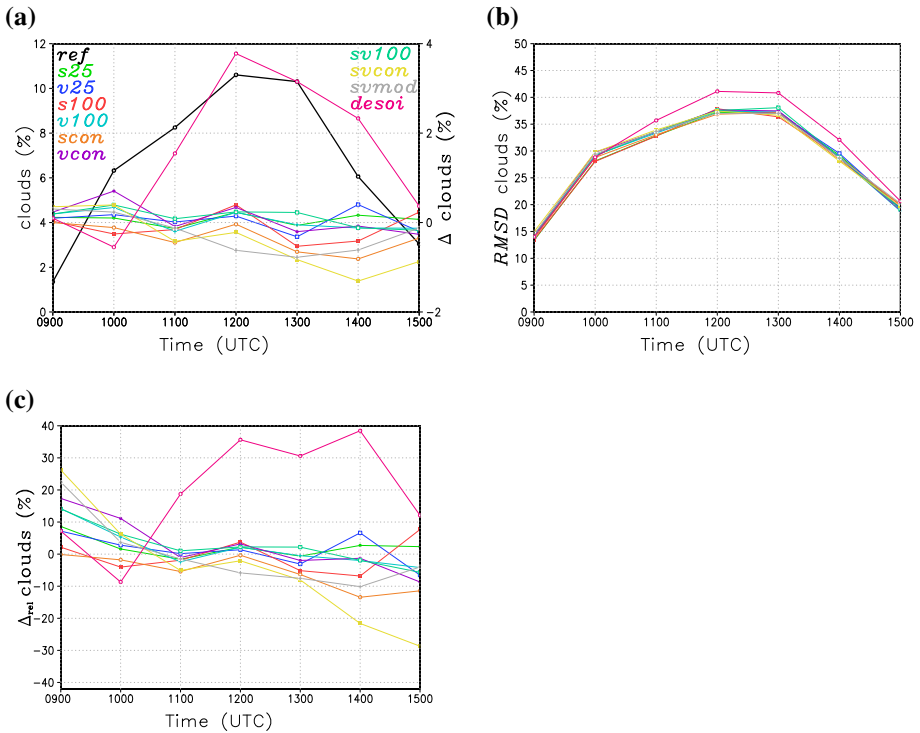 (a)
12
10
8
6
4
2
0
clouds (%)
ref
s25
v25
s100
v100
scon
vcon
sv100
svcon
svmod
desoi
4
2
0
−2
Δ clouds (%)
0900 1000 1100 1200 1300 1400 1500
Time (UTC)
(b)
50
45
40
35
30
25
20
15
10
5
0
RMSD clouds (%)
0900 1000 1100 1200 1300 1400 1500
Time (UTC)
(c)
40
30
20
10
0
−10
−20
−30
−40
Δrel clouds (%)
0900 1000 1100 1200 1300 1400 1500
Time (UTC)